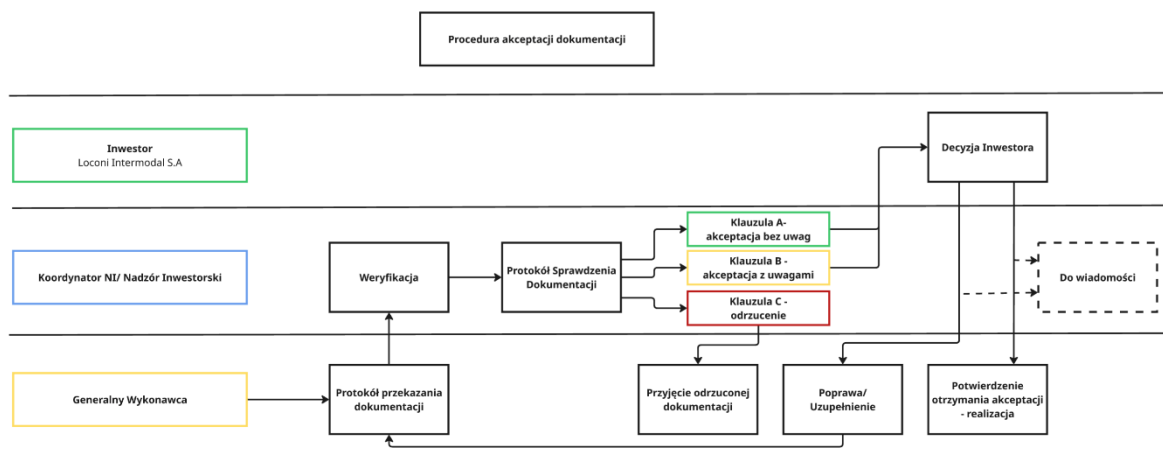 Procedura akceptacji dokumentacji
Inwestor
Loconi Intermodal S.A
Decyzja Inwestora
Koordynator NI/ Nadzór Inwestorski
Weryfikacja
Protokół Sprawdzenia
Dokumentacji
Klauzula A-
akceptacja bez uwag
Klauzula B -
akceptacja z uwagami
Klauzula C -
odrzucenie
Do wiadomości
Generalny Wykonawca
Protokół przekazania
dokumentacji
Przyjęcie odrzuconej
dokumentacji
Poprawa/
Uzupełnienie
Potwierdzenie
otrzymania akceptacji
- realizacja